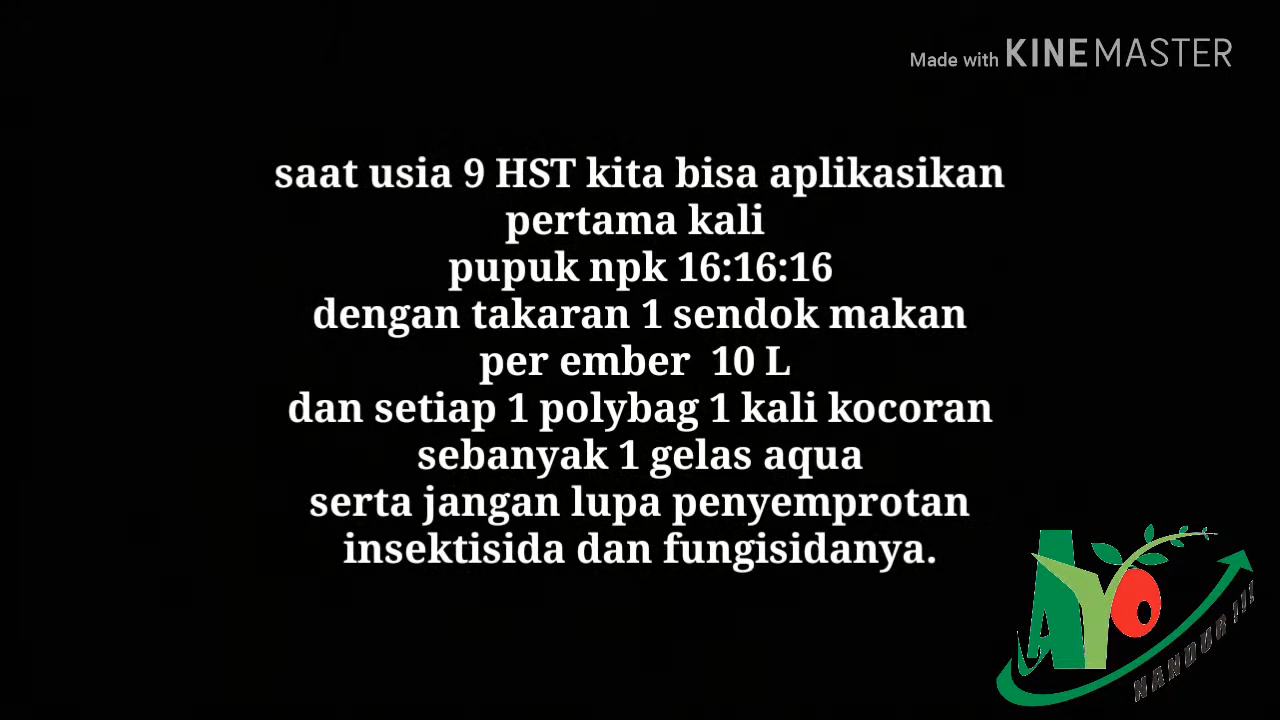 Made with KINEMASTER
saat usia 9 HST kita bisa aplikasikan
pertama kali
pupuk npk 16:16:16
dengan takaran 1 sendok makan
per ember 10 L
dan setiap 1 polybag 1 kali kocoran
sebanyak 1 gelas aqua
serta jangan lupa penyemprotan
insektisida dan fungisidanya.
AYO
NANDUR !!!